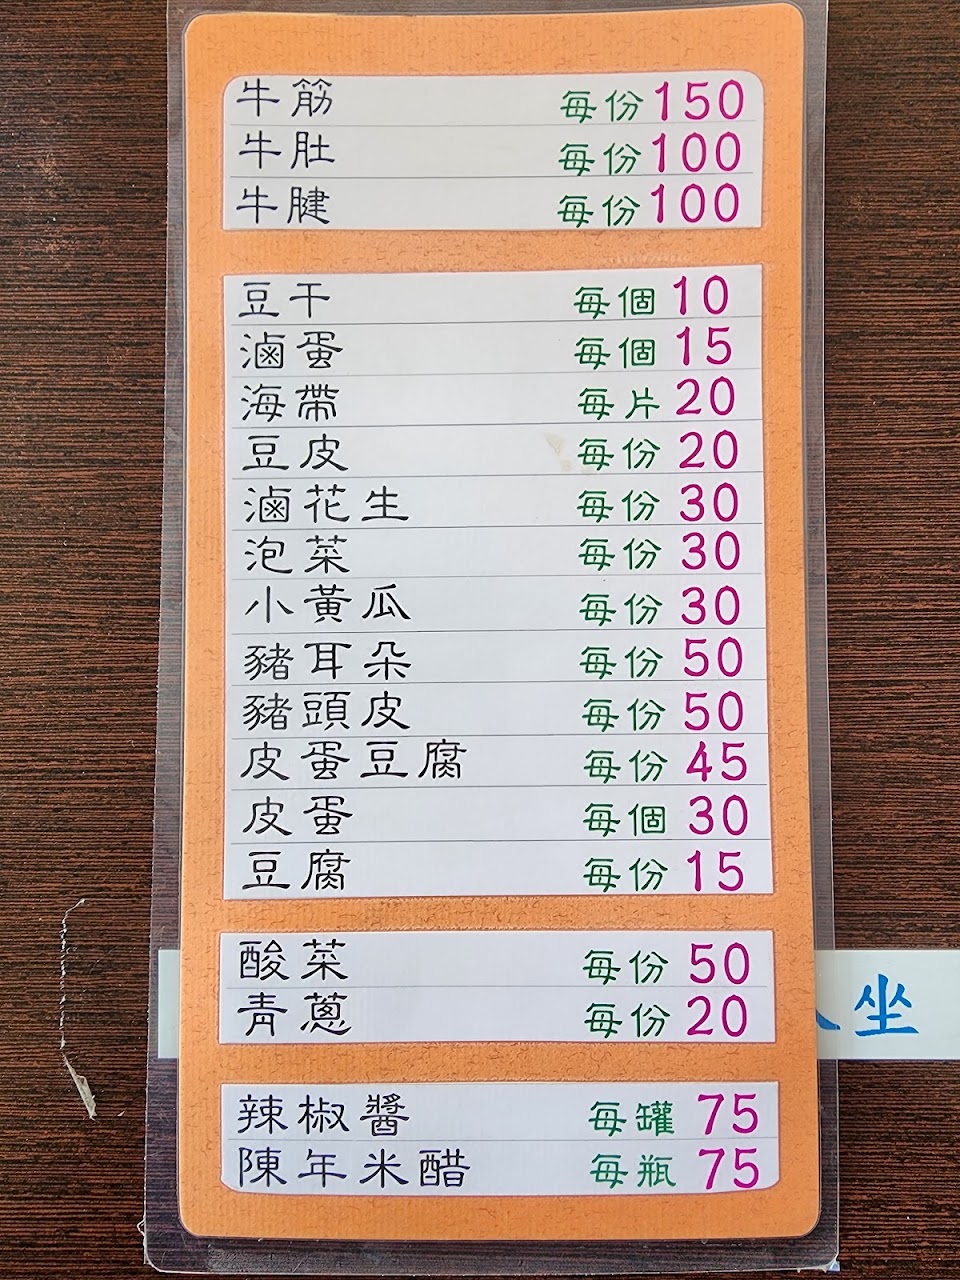 牛筋 每份150
牛肚 每份100
牛腱 每份100
豆干 每個10
滷蛋 每個15
海帶 每片20
豆皮 每份20
滷花生 每份30
泡菜 每份30
小黃瓜 每份30
豬耳朵 每份50
豬頭皮 每份50
皮蛋豆腐 每份45
皮蛋 每個30
豆腐 每份15
酸菜 每份50
青蔥 每份20
坐
辣椒醬 每罐75
陳年米醋 每瓶75